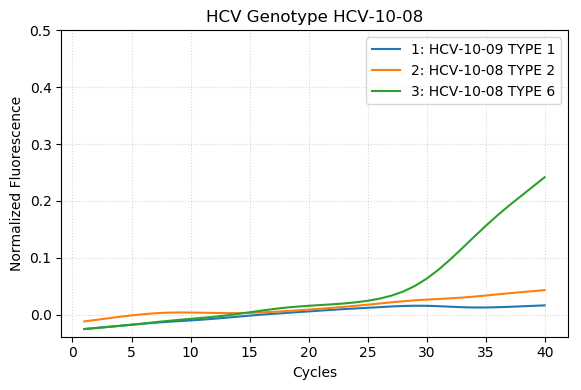 HCV Genotype HCV-10-08
0.5
0.4
0.3
0.2
0.1
0.0
Normalized Fluorescence
1: HCV-10-09 TYPE 1
2: HCV-10-08 TYPE 2
3: HCV-10-08 TYPE 6
0 5 10 15 20 25 30 35 40
Cycles